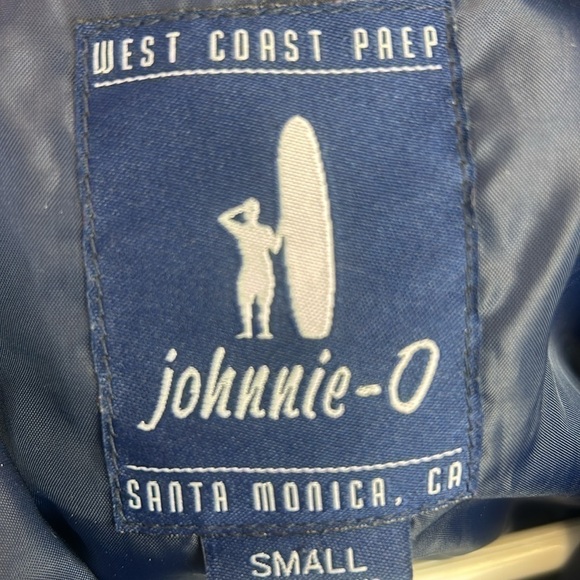 WEST COAST PREP
johnnie-O
SANTA MONICA, CA
SMALL